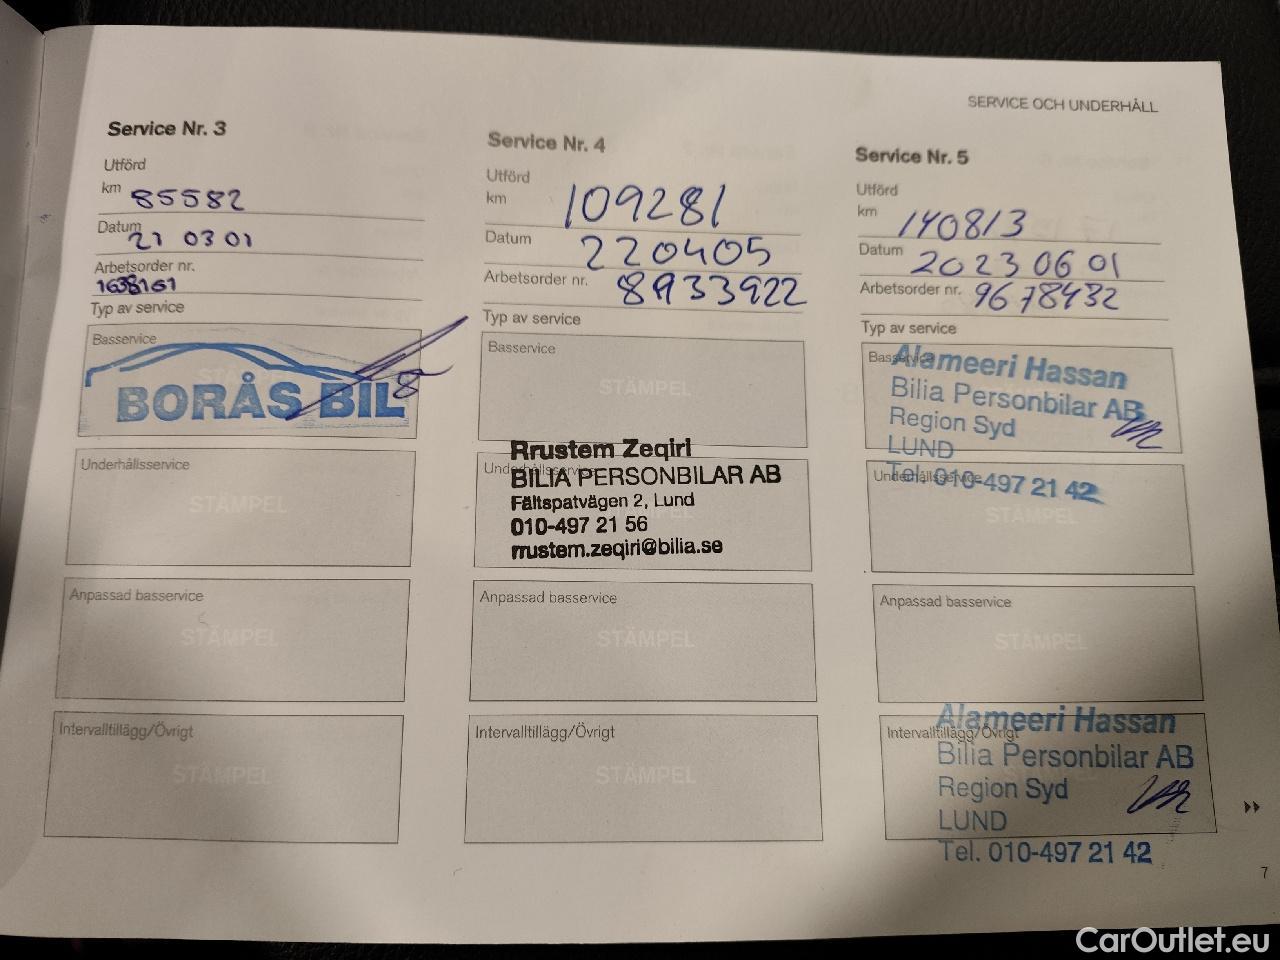 SERVICE OCH UNDERHÅLL
Service Nr. 3
Utförd
km 85582
Datum 21 03 01
Arbetsorder nr.
1638161
Typ av service
Basservice
STÄMPEL
BORÅS BIL
Underhållsservice
STÄMPEL
Anpassad basservice
STÄMPEL
Intervalltillägg/Övrigt
STÄMPEL
Service Nr. 4
Utförd
km 109281
Datum 220405
Arbetsorder nr. 8933922
Typ av service
Basservice
STÄMPEL
Underhållsservice
Rrustem Zeqiri
BILIA PERSONBILAR AB
Fältspatvägen 2, Lund
010-497 21 56
rrustem.zeqiri@bilia.se
Anpassad basservice
STÄMPEL
Intervalltillägg/Övrigt
STÄMPEL
Service Nr. 5
Utförd
km 140813
Datum 2023 06 01
Arbetsorder nr. 9678432
Typ av service
Basservice
Alameeri Hassan
Bilia Personbilar AB
Region Syd
LUND
Tel. 010-497 21 42
Underhållsservice
STÄMPEL
Anpassad basservice
STÄMPEL
Intervalltillägg/Övrigt
Alameeri Hassan
Bilia Personbilar AB
Region Syd
LUND
Tel. 010-497 21 42
7
CarOutlet.eu